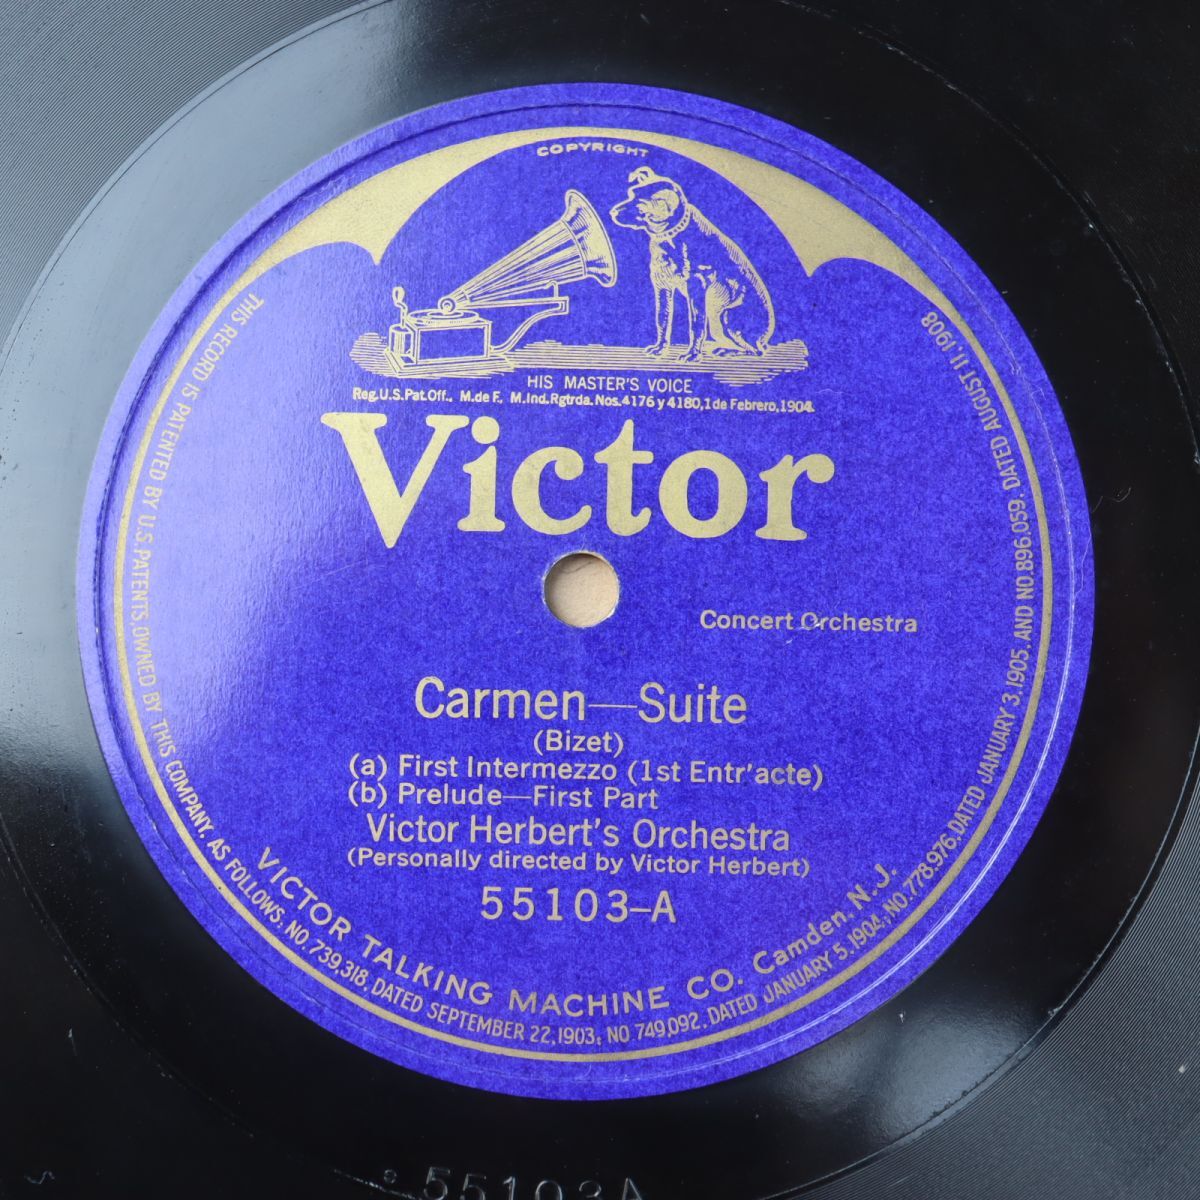 COPYRIGHT
HIS MASTER'S VOICE
Reg.U.S.Pat.Off., M.de F., M.Ind.Rgtrda.Nos.4176 y 4180,1 de Febrero,1904.
Victor
Concert Orchestra
Carmen—Suite
(Bizet)
(a) First Intermezzo (1st Entr'acte)
(b) Prelude—First Part
Victor Herbert's Orchestra
(Personally directed by Victor Herbert)
55103-A
VICTOR TALKING MACHINE CO. Camden, N.J.
THIS RECORD IS PATENTED BY U.S. PATENTS, OWNED BY THIS COMPANY, AS FOLLOWS; NO. 739,318, DATED SEPTEMBER 22, 1903; NO 749,092, DATED JANUARY 5, 1904, NO. 778,976, DATED JANUARY 3, 1905, AND NO. 896,059, DATED AUGUST 11, 1908
55103A